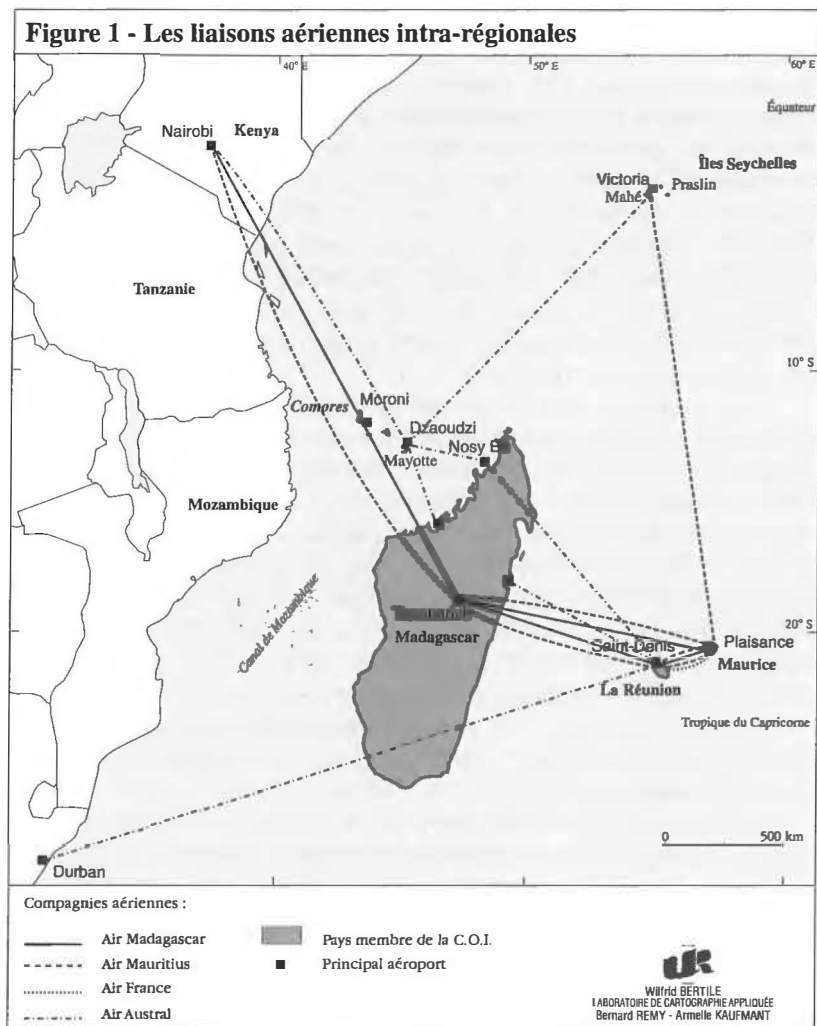 Figure 1 - Les liaisons aériennes intra-régionales
40° E
50° E
60° E
Équateur
Nairobi
Kenya
Îles Seychelles
Victoria
Praslin
Mahé
Tanzanie
10° S
Moroni
Comores
Dzaoudzi
Nosy
Mayotte
Mozambique
Canal de Mozambique
Madagascar
20° S
Saint-Denis
Plaisance
Maurice
La Réunion
Tropique du Capricorne
0 500 km
Durban
Compagnies aériennes :
Air Madagascar
Pays membre de la C.O.I.
Air Mauritius
Principal aéroport
Air France
Air Austral
UR
Wilfrid BERTILE
LABORATOIRE DE CARTOGRAPHIE APPLIQUÉE
Bernard REMY - Armelle KAUFMANT